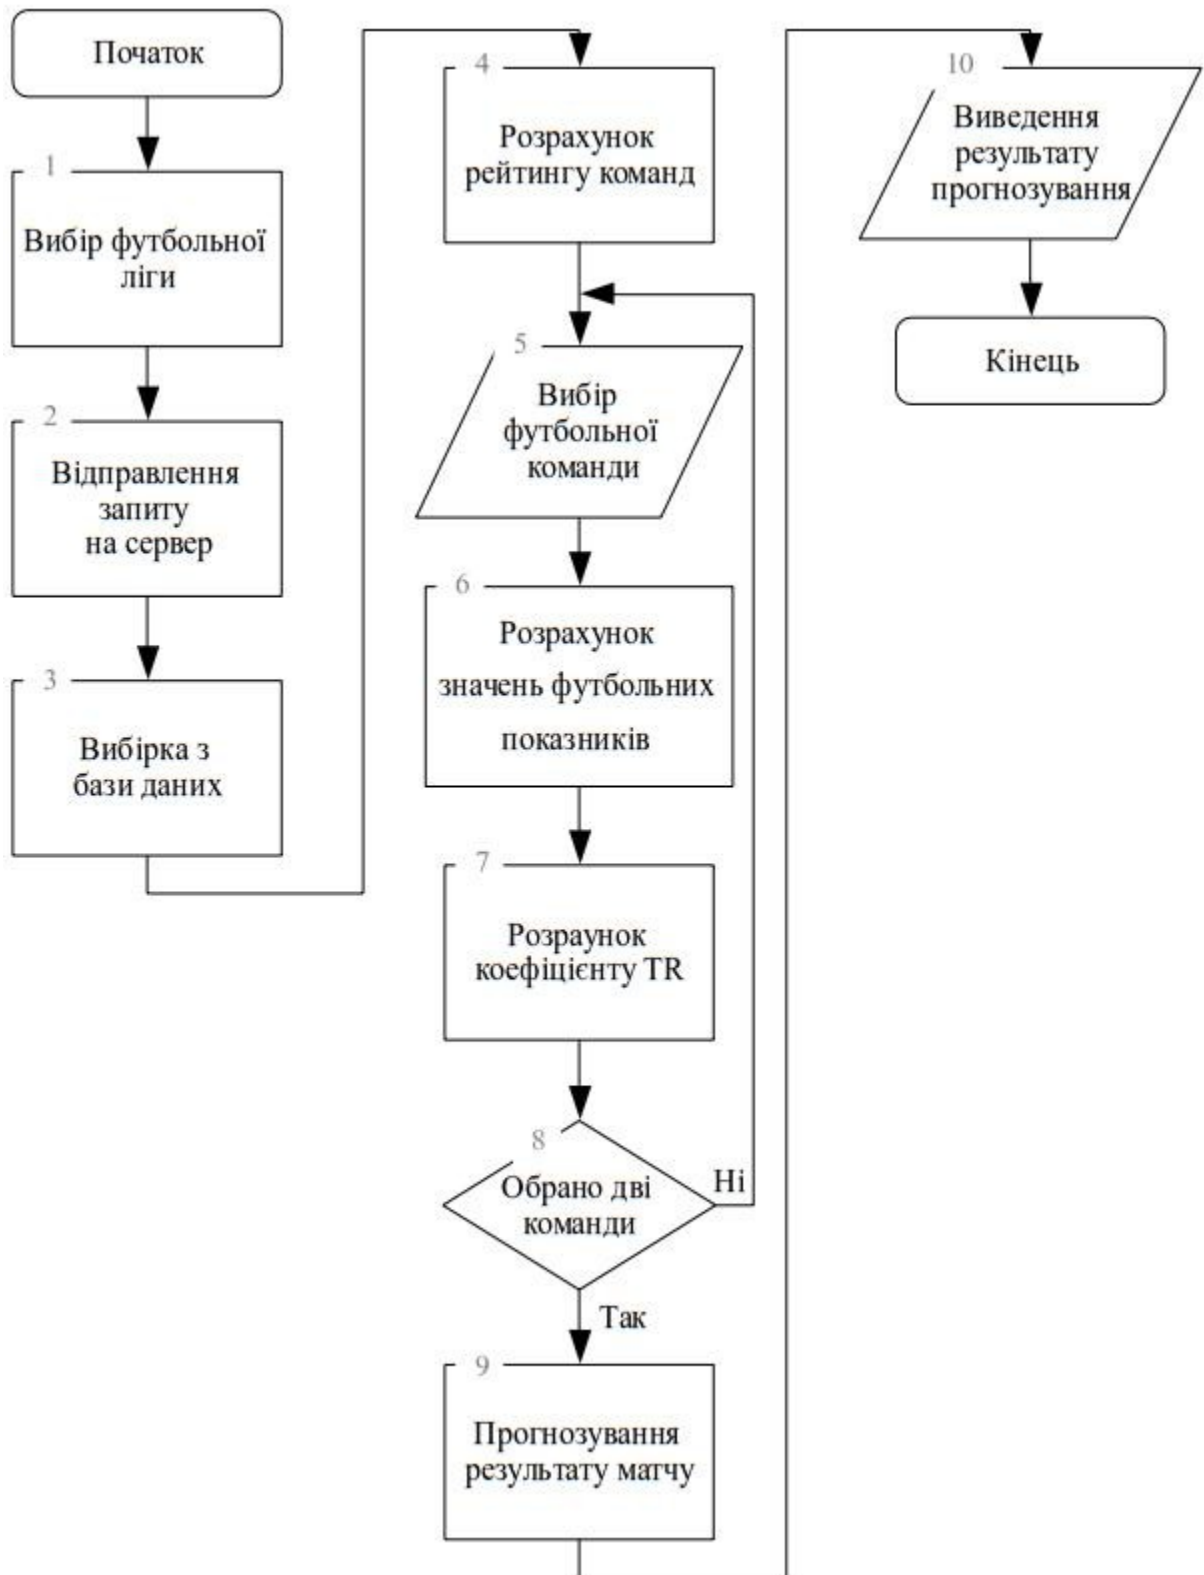 Початок
1
Вибір футбольної
ліги
2
Відправлення
запиту
на сервер
3
Вибірка з
бази даних
4
Розрахунок
рейтингу команд
5
Вибір
футбольної
команди
6
Розрахунок
значень футбольних
показників
7
Розраунок
коефіцієнту TR
8
Обрано дві
команди
Ні
Так
9
Прогнозування
результату матчу
10
Виведення
результату
прогнозування
Кінець